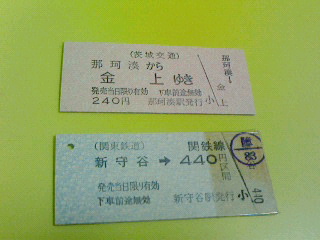 (茨城交通)
那珂湊から
金上ゆき
発売当日限り有効
下車前途無効
240円 那珂湊駅発行
小
那珂湊→金上
(関東鉄道) 関鉄線
新守谷 → 440円区間
発売当日限り有効
下車前途無効
新守谷発行
小
440
83